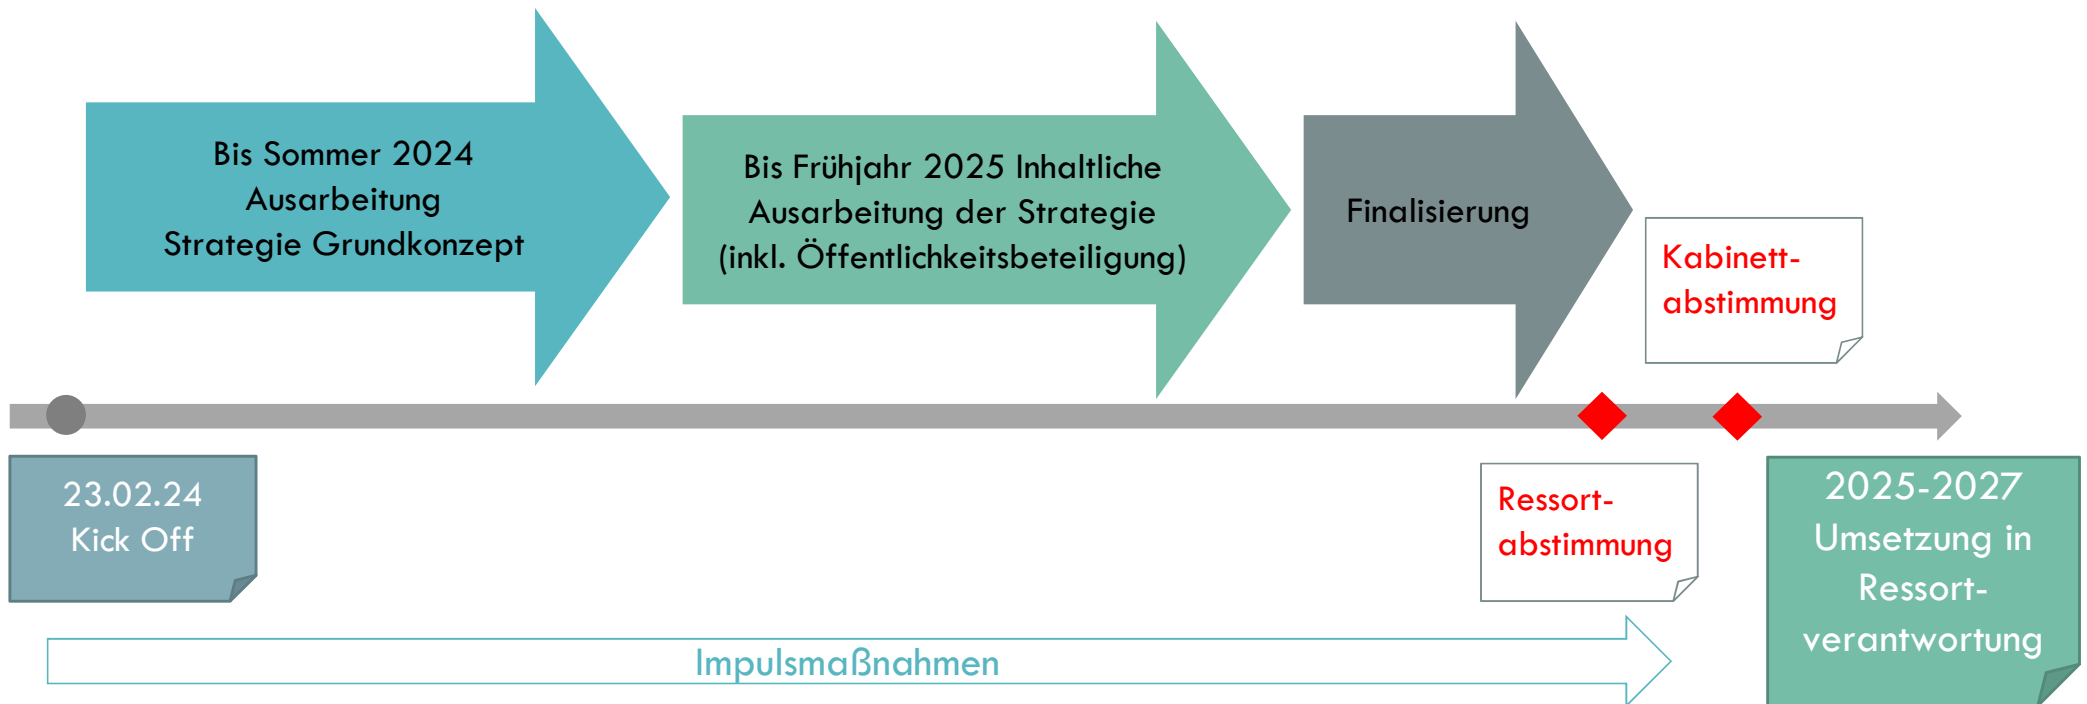 Bis Sommer 2024
Ausarbeitung
Strategie Grundkonzept
Bis Frühjahr 2025 Inhaltliche
Ausarbeitung der Strategie
(inkl. Öffentlichkeitsbeteiligung)
Finalisierung
Kabinett-
abstimmung
23.02.24
Kick Off
Ressort-
abstimmung
2025-2027
Umsetzung in
Ressort-
verantwortung
Impulsmaßnahmen